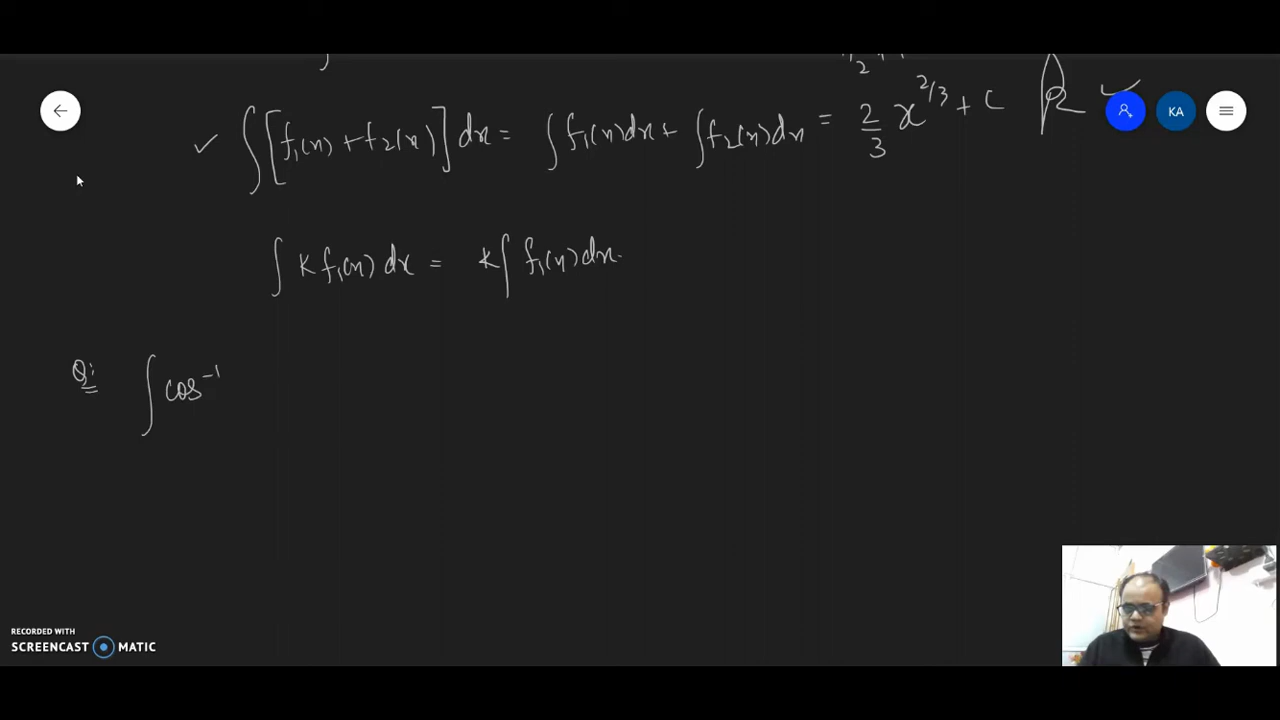 ✓ ∫[f₁(x) + f₂(x)] dx = ∫f₁(x)dx + ∫f₂(x)dx = 2/3 x^2/3 + C ✓
∫ K f₁(x) dx = K∫ f₁(x)dx.
Q: ∫ cos⁻¹
KA
RECORDED WITH
SCREENCAST MATIC